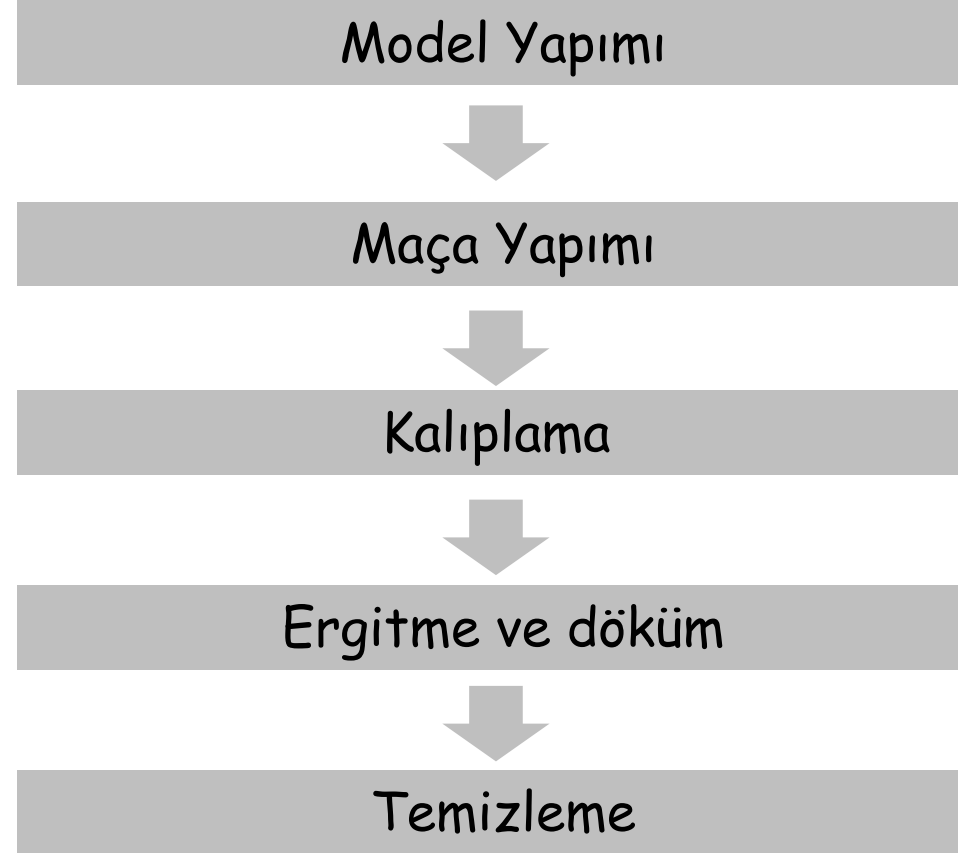 Model Yapımı
Maça Yapımı
Kalıplama
Ergitme ve döküm
Temizleme